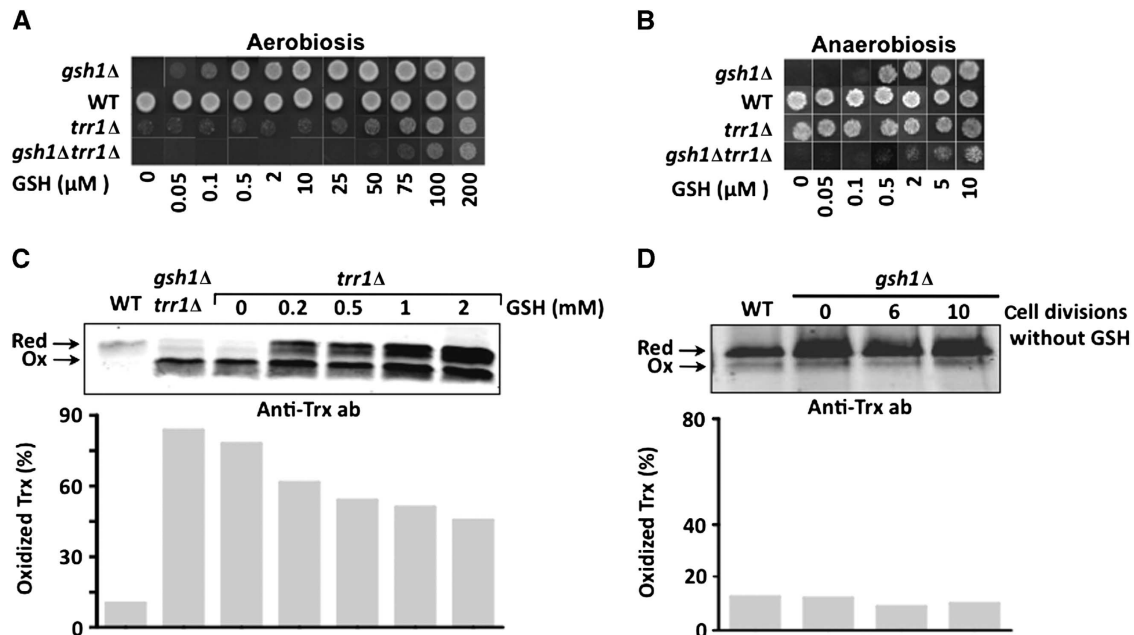 A
Aerobiosis
gsh1Δ
WT
trr1Δ
gsh1Δtrr1Δ
GSH (µM )
0 0.05 0.1 0.5 2 10 25 50 75 100 200
B
Anaerobiosis
gsh1Δ
WT
trr1Δ
gsh1Δtrr1Δ
GSH (µM )
0 0.05 0.1 0.5 2 5 10
C
gsh1Δ trr1Δ
WT trr1Δ 0 0.2 0.5 1 2 GSH (mM)
Red
Ox
Anti-Trx ab
Oxidized Trx (%)
90
60
30
0
D
gsh1Δ
WT 0 6 10 Cell divisions
without GSH
Red
Ox
Anti-Trx ab
Oxidized Trx (%)
80
40
20
0